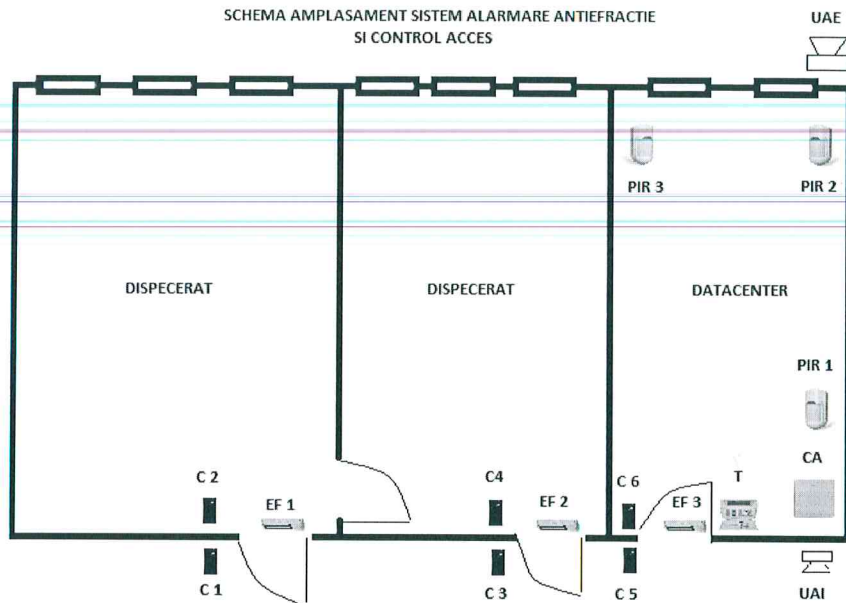 SCHEMA AMPLASAMENT SISTEM ALARMARE ANTIEFRACTIE
SI CONTROL ACCES
UAE
PIR 3
PIR 2
DISPECERAT
DISPECERAT
DATACENTER
PIR 1
C 2
EF 1
C4
EF 2
C 6
EF 3
T
CA
C 1
C 3
C 5
UAI